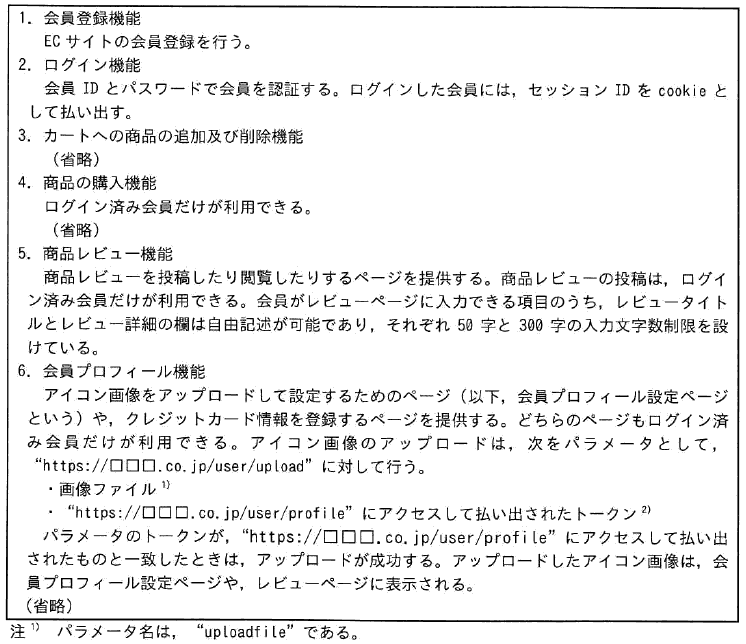 1. 会員登録機能
ECサイトの会員登録を行う。
2. ログイン機能
会員 ID とパスワードで会員を認証する。ログインした会員には，セッション ID を cookie と
して払い出す。
3. カートへの商品の追加及び削除機能
（省略）
4. 商品の購入機能
ログイン済み会員だけが利用できる。
（省略）
5. 商品レビュー機能
商品レビューを投稿したり閲覧したりするページを提供する。商品レビューの投稿は，ログイ
ン済み会員だけが利用できる。会員がレビューページに入力できる項目のうち，レビュータイト
ルとレビュー詳細の欄は自由記述が可能であり，それぞれ 50 字と 300 字の入力文字数制限を設
けている。
6. 会員プロフィール機能
アイコン画像をアップロードして設定するためのページ（以下，会員プロフィール設定ページ
という）や，クレジットカード情報を登録するページを提供する。どちらのページもログイン済
み会員だけが利用できる。アイコン画像のアップロードは，次をパラメータとして，
“https://□□□.co.jp/user/upload” に対して行う。
・画像ファイル 1)
・“https://□□□.co.jp/user/profile” にアクセスして払い出されたトークン 2)
パラメータのトークンが，“https://□□□.co.jp/user/profile” にアクセスして払い出
されたものと一致したときは，アップロードが成功する。アップロードしたアイコン画像は，会
員プロフィール設定ページや，レビューページに表示される。
（省略）
注 1) パラメータ名は，“uploadfile” である。